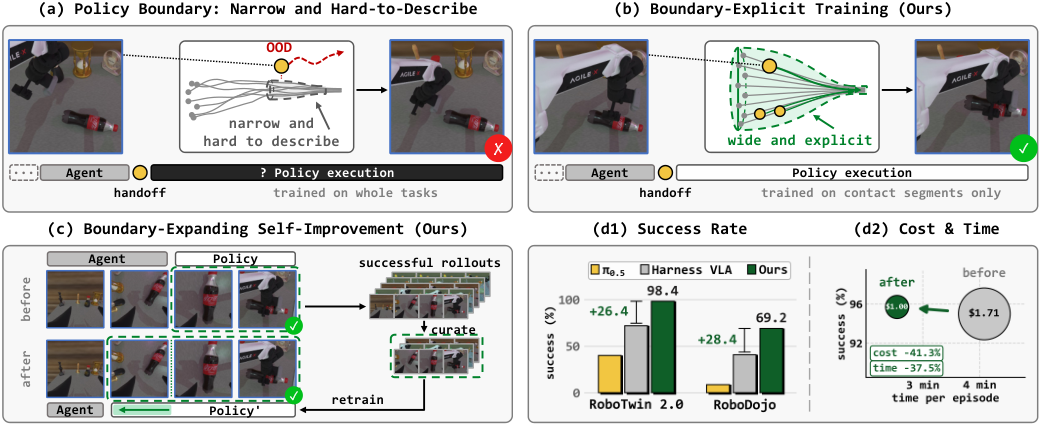 (a) Policy Boundary: Narrow and Hard-to-Describe
AGILE X
OOD
narrow and
hard to describe
AGILE X
✗
...
Agent
? Policy execution
handoff
trained on whole tasks
(b) Boundary-Explicit Training (Ours)
AGILE X
wide and explicit
AGILE X
✓
...
Agent
Policy execution
handoff
trained on contact segments only
(c) Boundary-Expanding Self-Improvement (Ours)
Agent
Policy
before
✓
successful rollouts
curate
after
✓
retrain
Agent
Policy'
(d1) Success Rate
π0.5
Harness VLA
Ours
success (%)
100
50
0
+26.4
98.4
+28.4
69.2
RoboTwin 2.0
RoboDojo
(d2) Cost & Time
before
after
$1.00
$1.71
success (%)
96
92
cost -41.3%
time -37.5%
3 min
4 min
time per episode